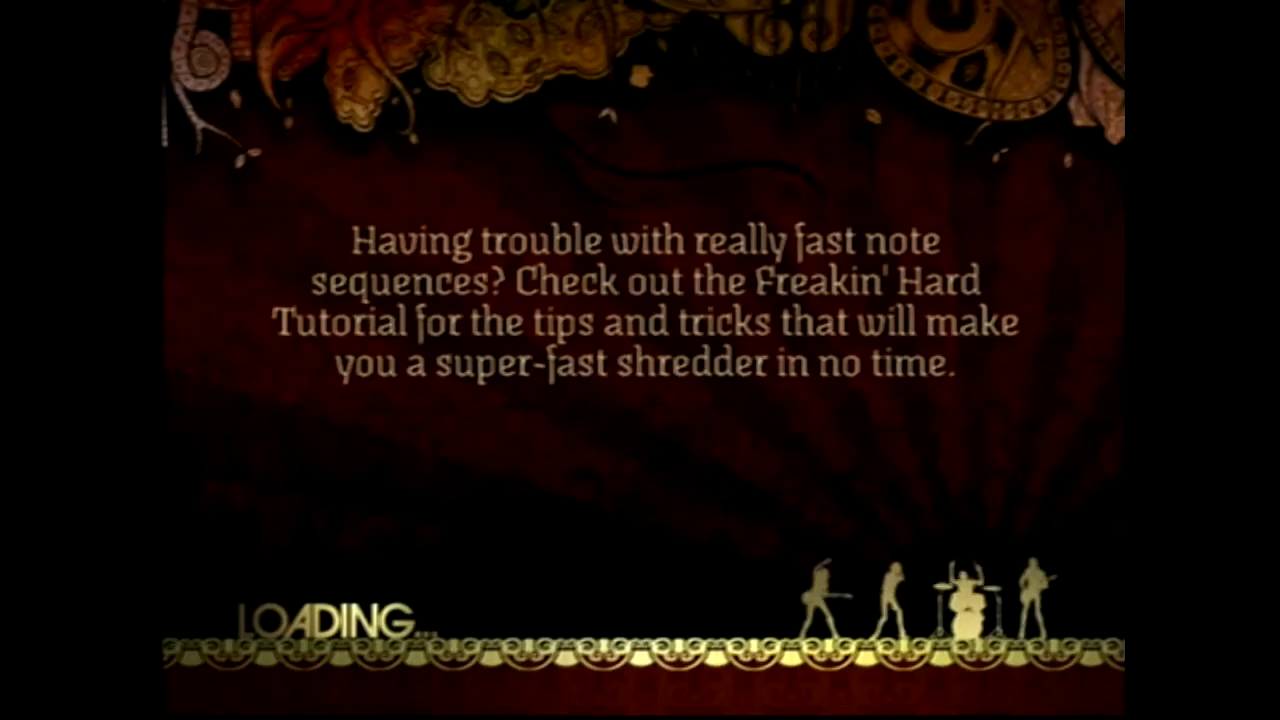 Having trouble with really fast note
sequences? Check out the Freakin' Hard
Tutorial for the tips and tricks that will make
you a super-fast shredder in no time.
LOADING...